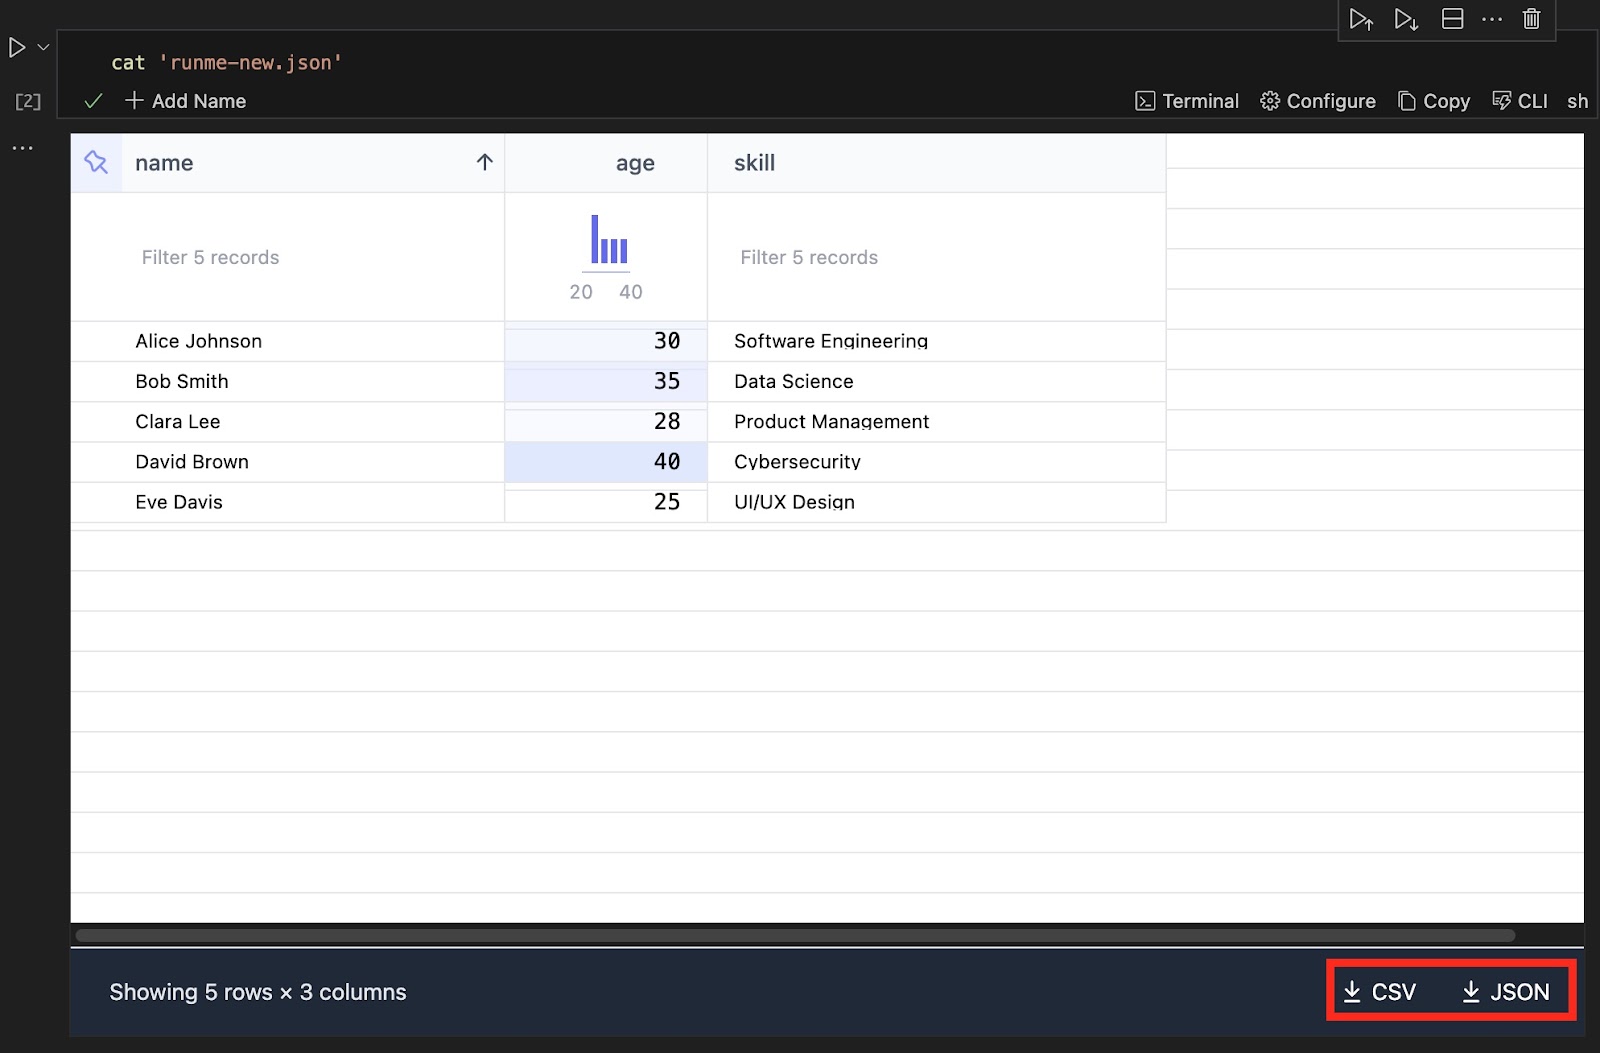 cat 'runme-new.json'
[2]
Add Name
Terminal Configure Copy CLI sh
name age skill
Filter 5 records
20 40
Filter 5 records
Alice Johnson 30 Software Engineering
Bob Smith 35 Data Science
Clara Lee 28 Product Management
David Brown 40 Cybersecurity
Eve Davis 25 UI/UX Design
Showing 5 rows × 3 columns
CSV JSON